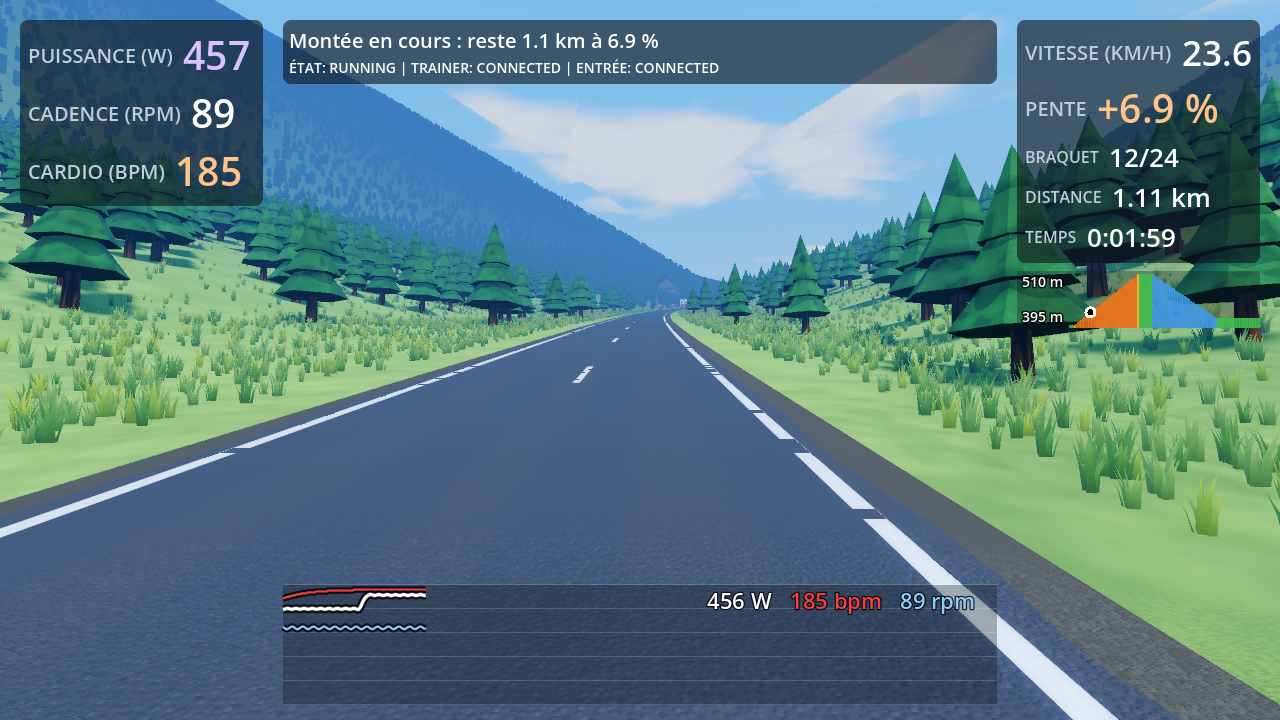 PUISSANCE (W) 457
CADENCE (RPM) 89
CARDIO (BPM) 185
Montée en cours : reste 1.1 km à 6.9 %
ÉTAT: RUNNING | TRAINER: CONNECTED | ENTRÉE: CONNECTED
VITESSE (KM/H) 23.6
PENTE +6.9 %
BRAQUET 12/24
DISTANCE 1.11 km
TEMPS 0:01:59
510 m
395 m
456 W 185 bpm 89 rpm